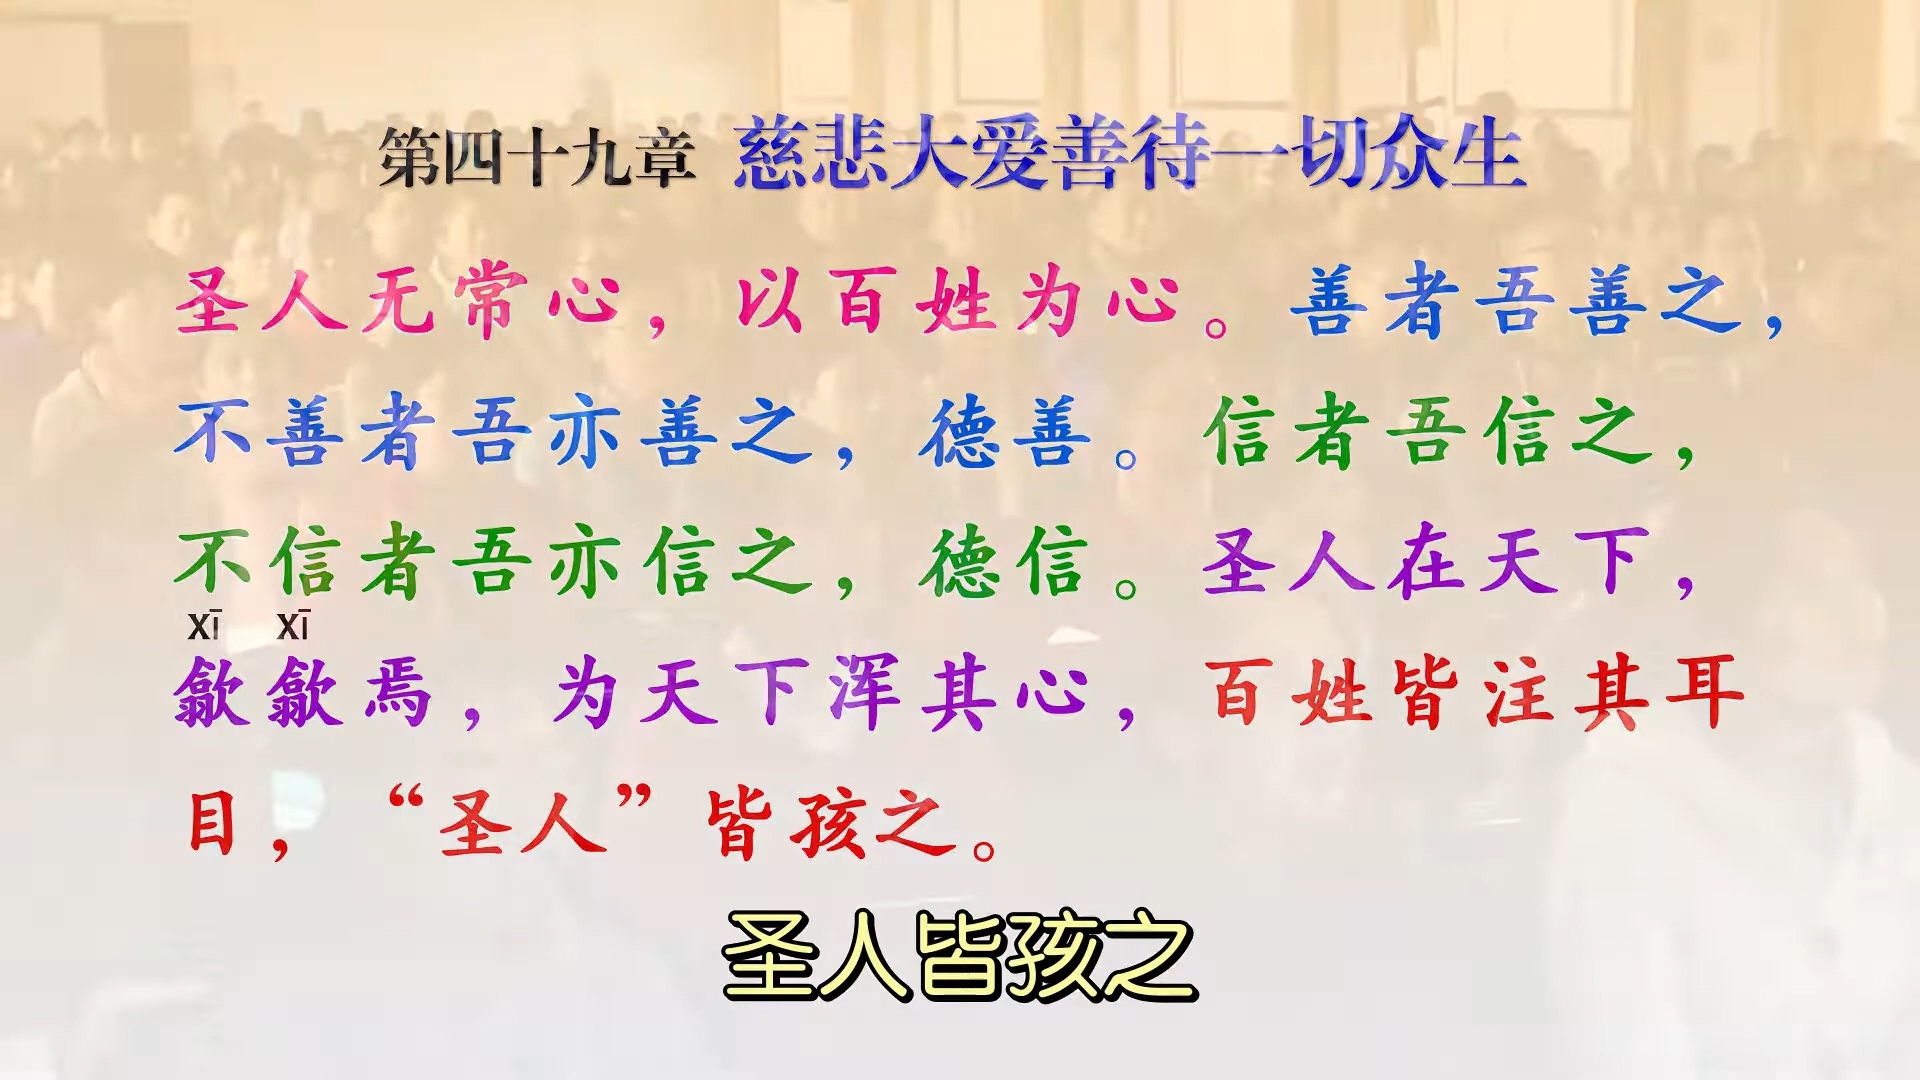 第四十九章 慈悲大爱善待一切众生
圣人无常心，以百姓为心。善者吾善之，
不善者吾亦善之，德善。信者吾信之，
不信者吾亦信之，德信。圣人在天下，
xī xī
歙歙焉，为天下浑其心，百姓皆注其耳
目，“圣人”皆孩之。
圣人皆孩之